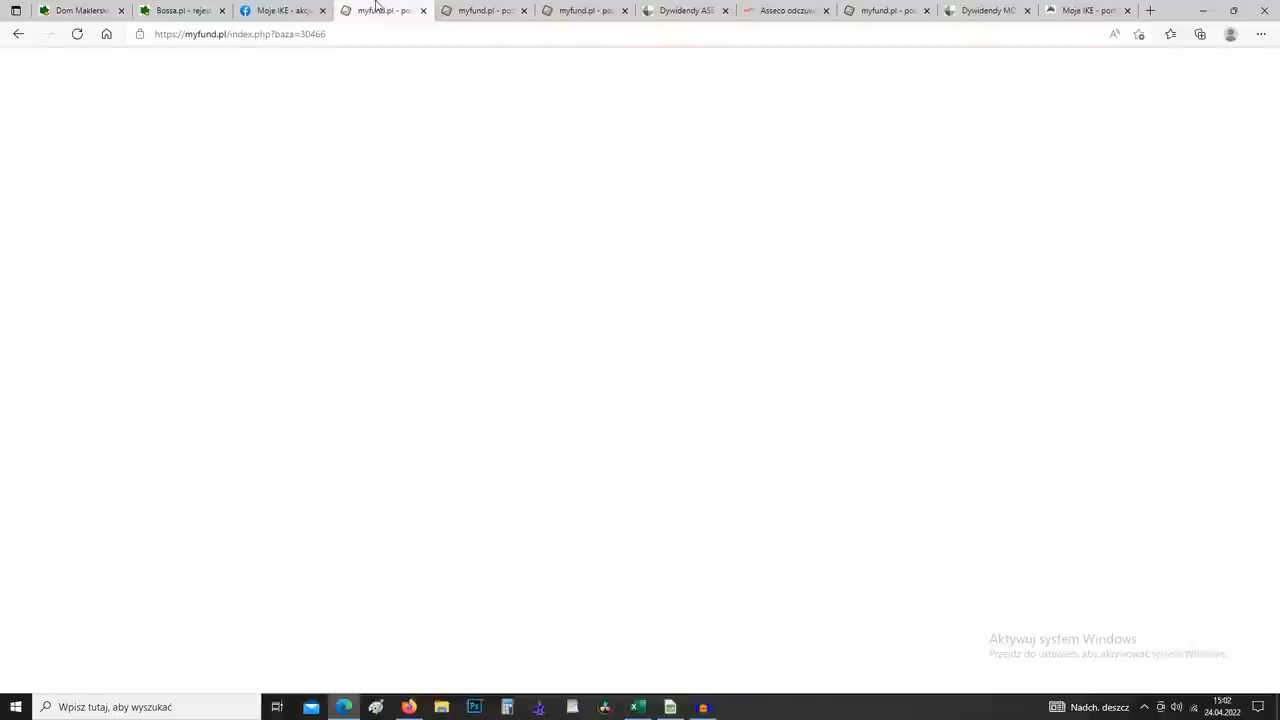 Dom Maklerski
Bossa.pl - rejest
Moje IKE - akcje
myfund.pl - po
myfund.pl - po
myfund.pl - po
Dywidendy ASE
Asseco odczuw
myfund.pl - po
Dywidendy MO
Moje IKE - port
https://myfund.pl/index.php?baza=30466
Aktywuj system Windows
Przejdź do ustawień, aby aktywować system Windows.
Wpisz tutaj, aby wyszukać
Nadch. deszcz
15:02
24.04.2022